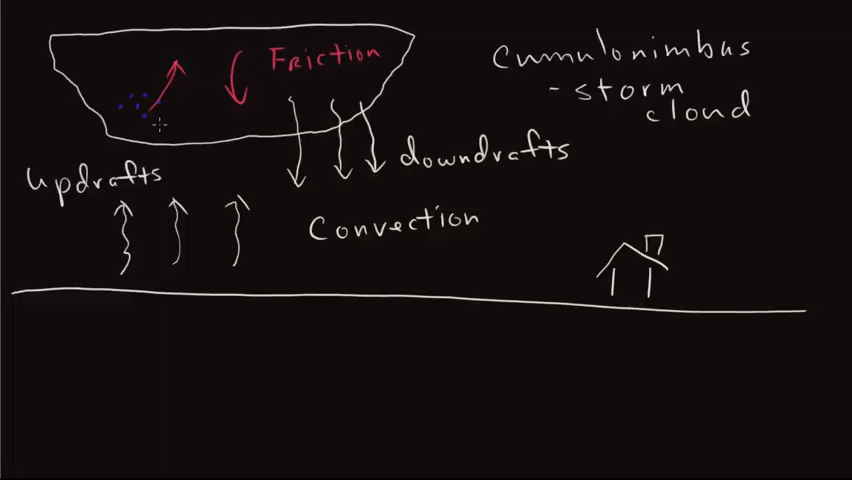 Friction
cumulonimbus
- storm
cloud
downdrafts
updrafts
Convection